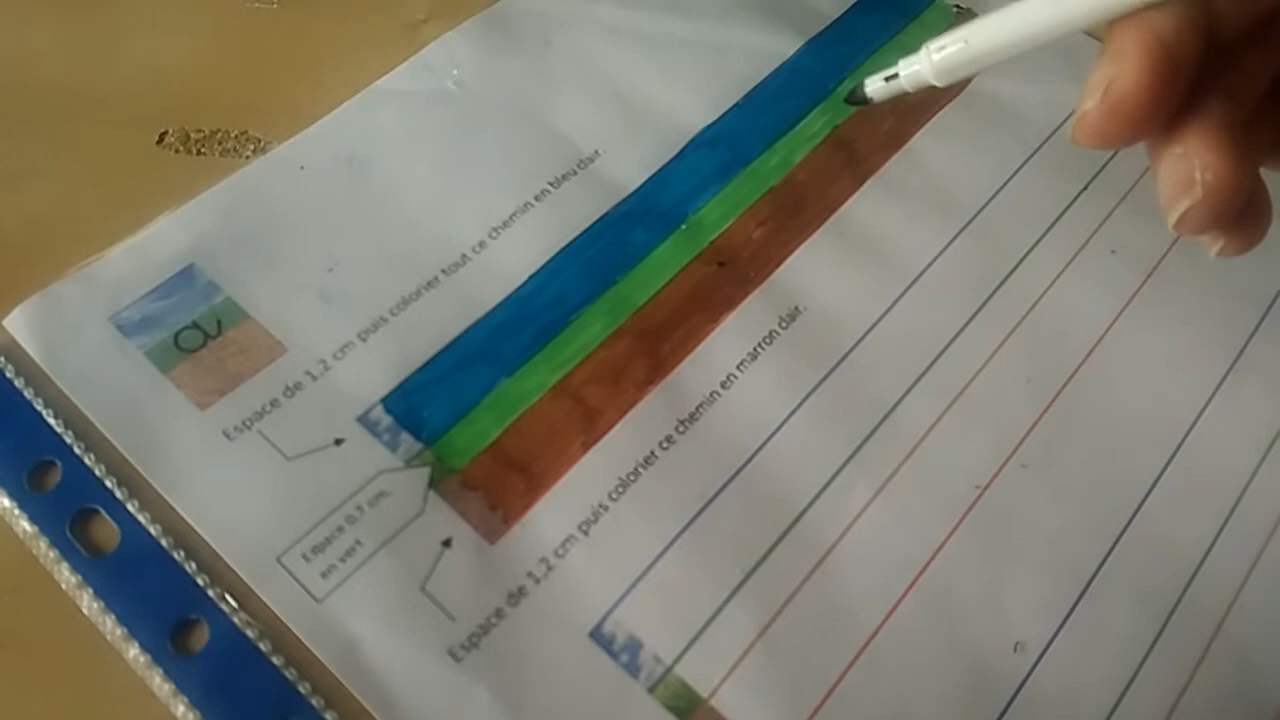 a
Espace de 1,2 cm puis colorier tout ce chemin en bleu clair.
Espace 0,7 cm,
en vert
Espace de 1,2 cm puis colorier ce chemin en marron clair.